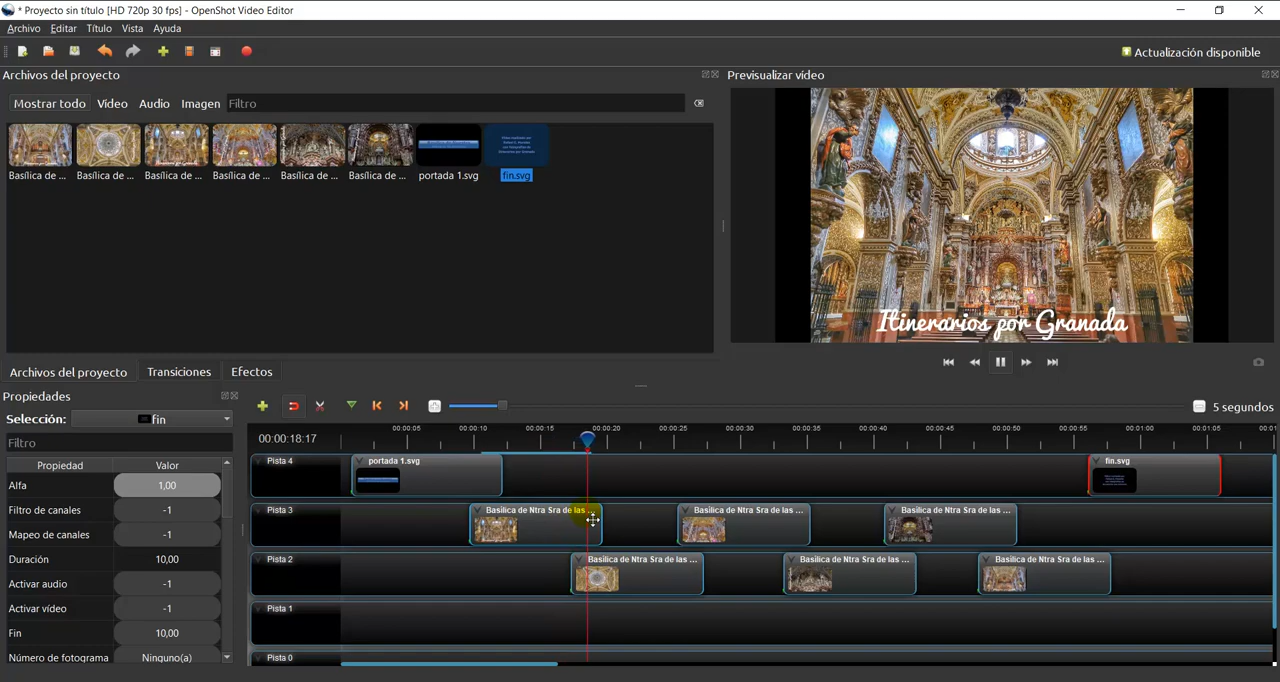 * Proyecto sin título [HD 720p 30 fps] - OpenShot Video Editor
Archivo Editar Título Vista Ayuda
Actualización disponible
Archivos del proyecto
Previsualizar vídeo
Mostrar todo Vídeo Audio Imagen Filtro
Basílica de ... Basílica de ... Basílica de ... Basílica de ... Basílica de ... Basílica de ... portada 1.svg fin.svg
Itinerarios por Granada
Archivos del proyecto Transiciones Efectos
Propiedades
Selección: fin
5 segundos
Filtro
00:00:18:17
00:00:05 00:00:10 00:00:15 00:00:20 00:00:25 00:00:30 00:00:35 00:00:40 00:00:45 00:00:50 00:00:55 00:01:00 00:01:05
Propiedad Valor
Alfa 1,00
Filtro de canales -1
Mapeo de canales -1
Duración 10,00
Activar audio -1
Activar vídeo -1
Fin 10,00
Número de fotograma Ninguno(a)
Pista 4 portada 1.svg fin.svg
Pista 3 Basílica de Ntra Sra de las ... Basílica de Ntra Sra de las ... Basílica de Ntra Sra de las ...
Pista 2 Basílica de Ntra Sra de las ... Basílica de Ntra Sra de las ... Basílica de Ntra Sra de las ...
Pista 1
Pista 0